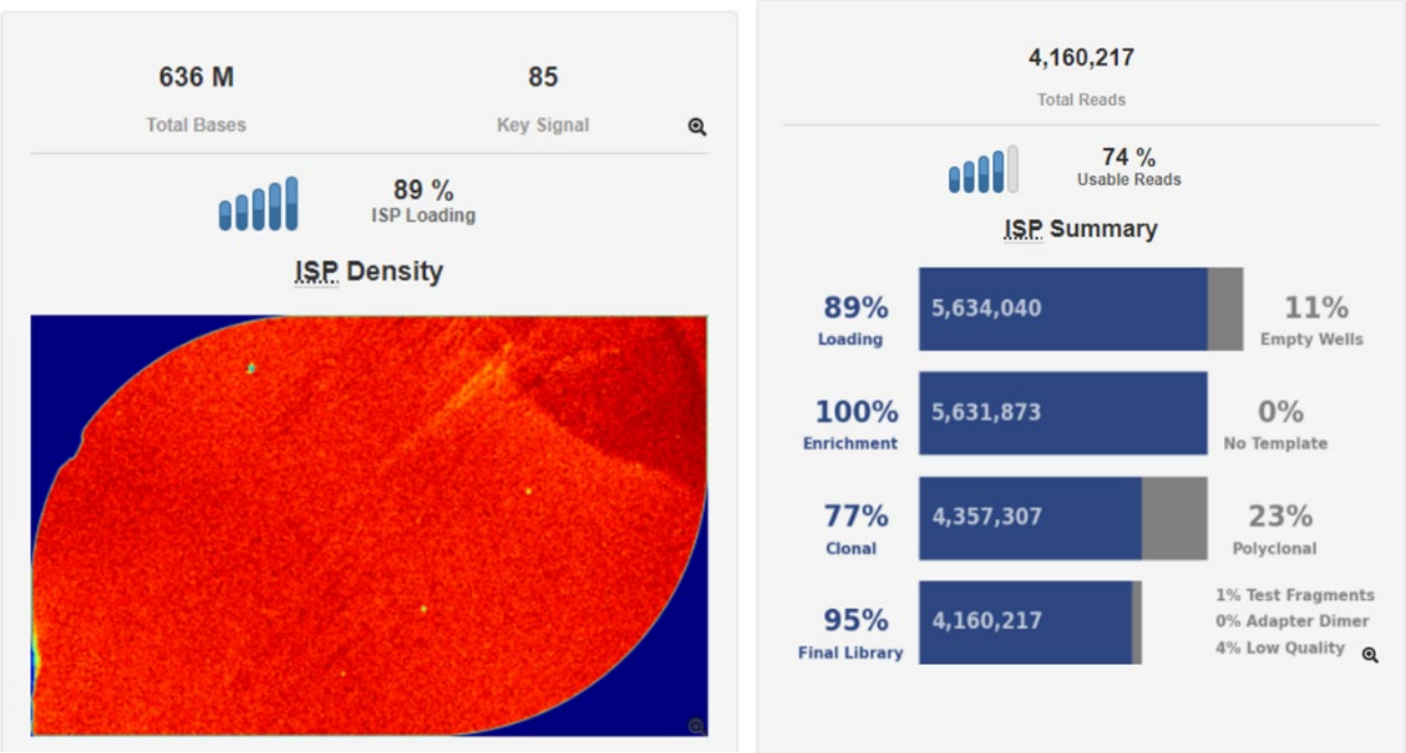 636 M
Total Bases
85
Key Signal
89 %
ISP Loading
ISP Density
4,160,217
Total Reads
74 %
Usable Reads
ISP Summary
89%
Loading
5,634,040
11%
Empty Wells
100%
Enrichment
5,631,873
0%
No Template
77%
Clonal
4,357,307
23%
Polyclonal
95%
Final Library
4,160,217
1% Test Fragments
0% Adapter Dimer
4% Low Quality